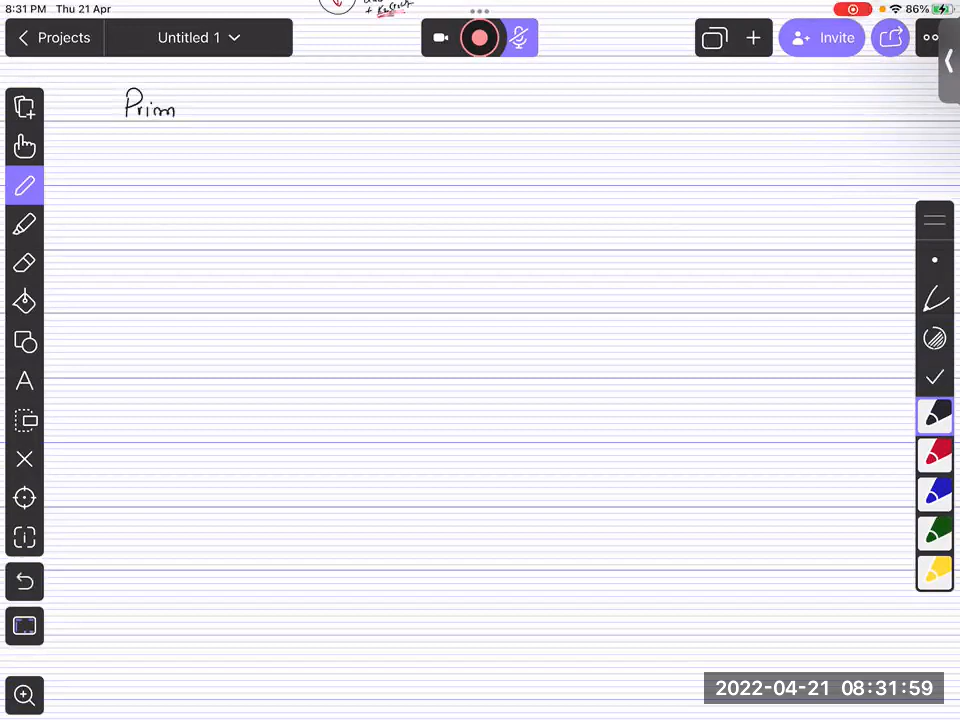 8:31 PM Thu 21 Apr 86%
Projects Untitled 1 Invite
Prim
A
2022-04-21 08:31:59